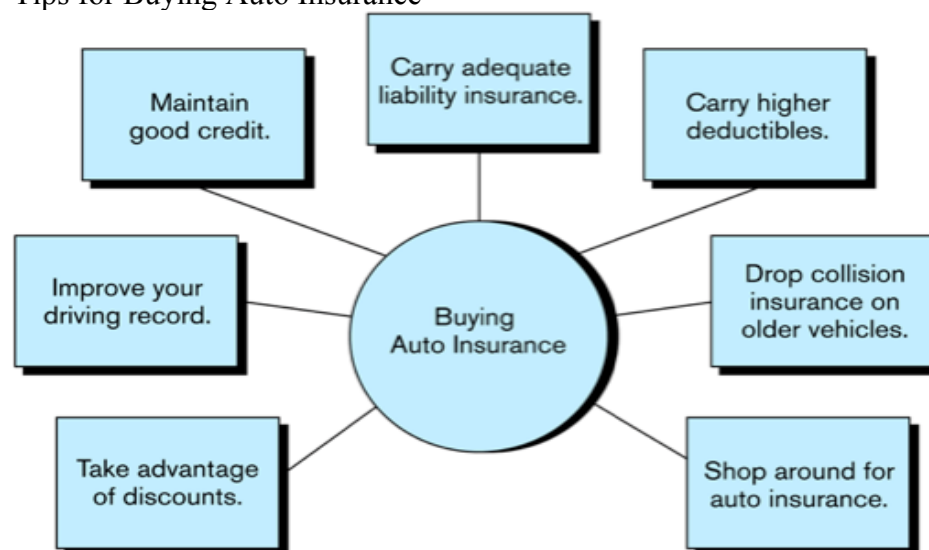 Tips for Buying Auto Insurance
Carry adequate
liability insurance.
Maintain
good credit.
Carry higher
deductibles.
Improve your
driving record.
Buying
Auto Insurance
Drop collision
insurance on
older vehicles.
Take advantage
of discounts.
Shop around for
auto insurance.